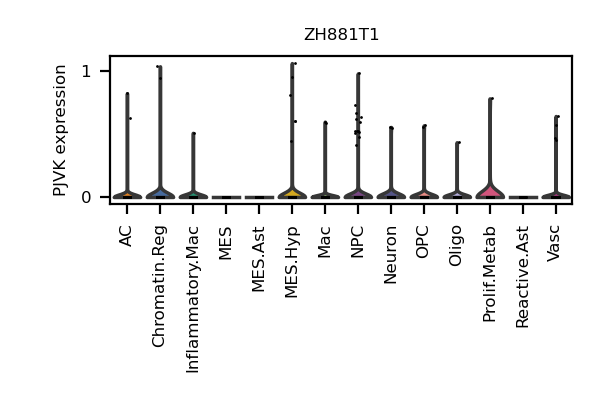 ZH881T1
PJVK expression
1
0
AC
Chromatin.Reg
Inflammatory.Mac
MES
MES.Ast
MES.Hyp
Mac
NPC
Neuron
OPC
Oligo
Prolif.Metab
Reactive.Ast
Vasc